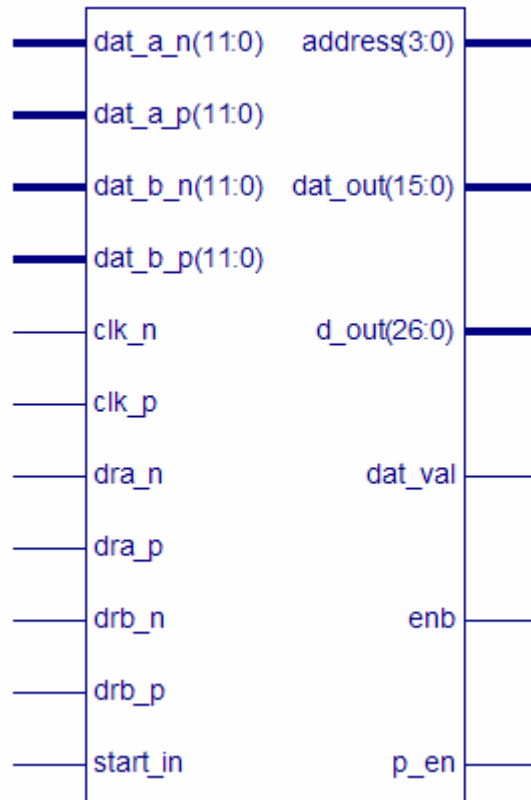 dat_a_n(11:0) address(3:0)
dat_a_p(11:0)
dat_b_n(11:0) dat_out(15:0)
dat_b_p(11:0)
clk_n d_out(26:0)
clk_p
dra_n dat_val
dra_p
drb_n enb
drb_p
start_in p_en